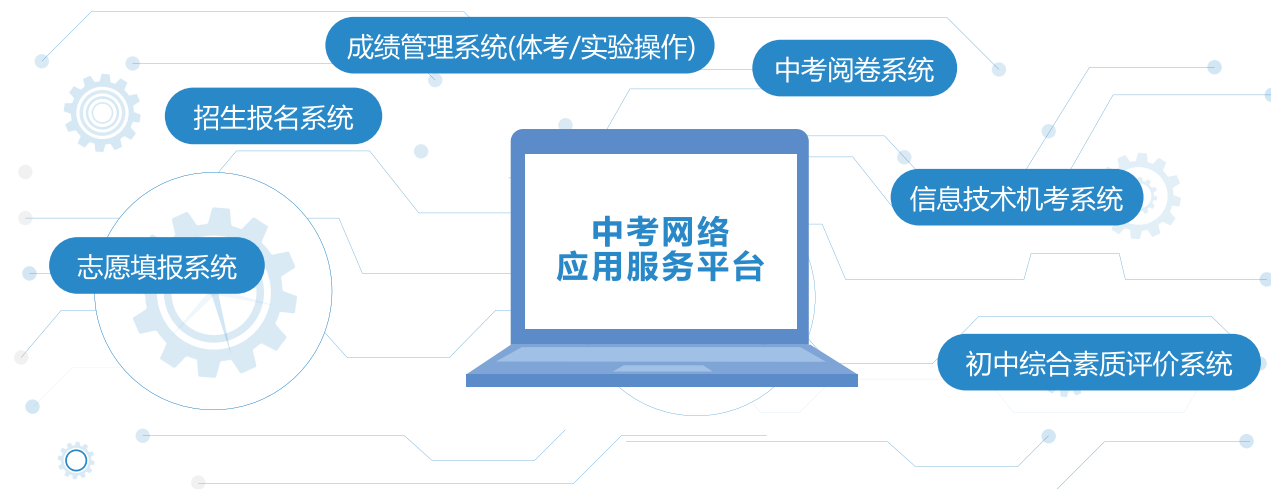 成绩管理系统(体考/实验操作)
中考阅卷系统
招生报名系统
信息技术机考系统
中考网络
应用服务平台
志愿填报系统
初中综合素质评价系统